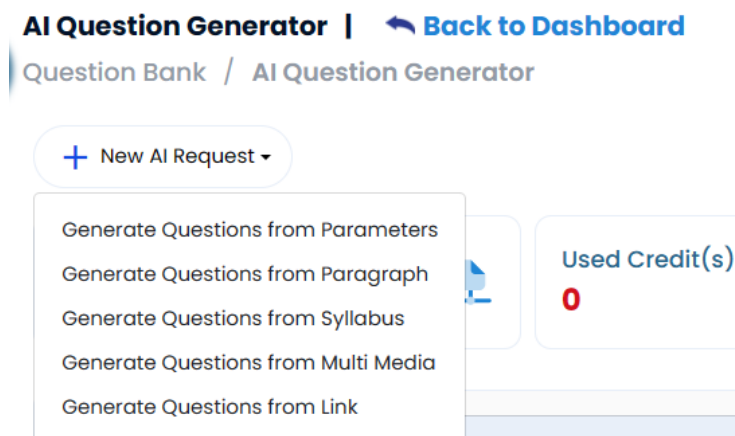 AI Question Generator | Back to Dashboard
Question Bank / AI Question Generator
New AI Request
Generate Questions from Parameters
Generate Questions from Paragraph
Generate Questions from Syllabus
Generate Questions from Multi Media
Generate Questions from Link
Used Credit(s)
0